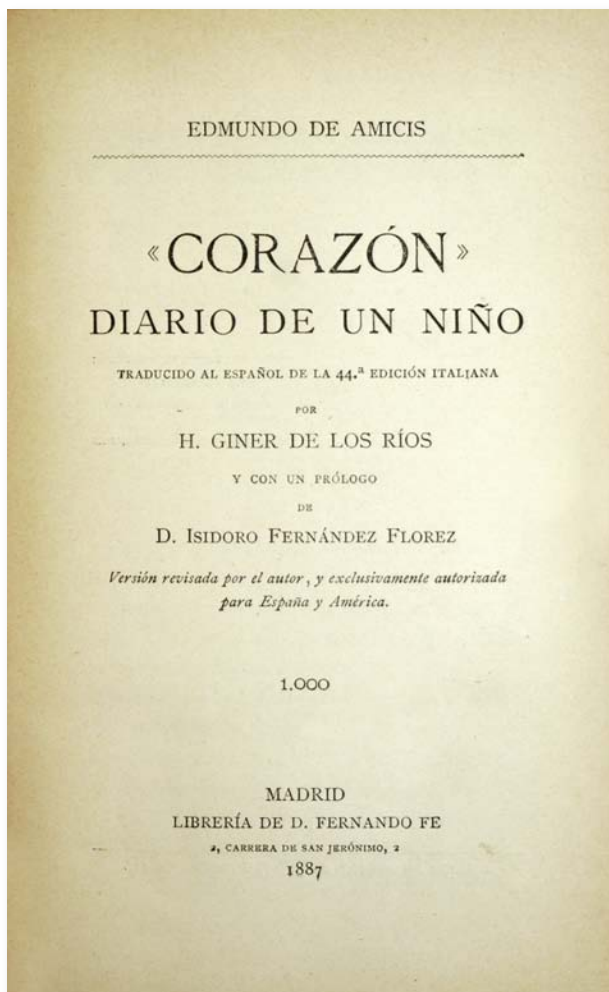 EDMUNDO DE AMICIS
«CORAZÓN»
DIARIO DE UN NIÑO
TRADUCIDO AL ESPAÑOL DE LA 44.ª EDICIÓN ITALIANA
POR
H. GINER DE LOS RÍOS
Y CON UN PRÓLOGO
DE
D. ISIDORO FERNÁNDEZ FLOREZ
Versión revisada por el autor, y exclusivamente autorizada
para España y América.
1.000
MADRID
LIBRERÍA DE D. FERNANDO FE
2, CARRERA DE SAN JERÓNIMO, 2
1887